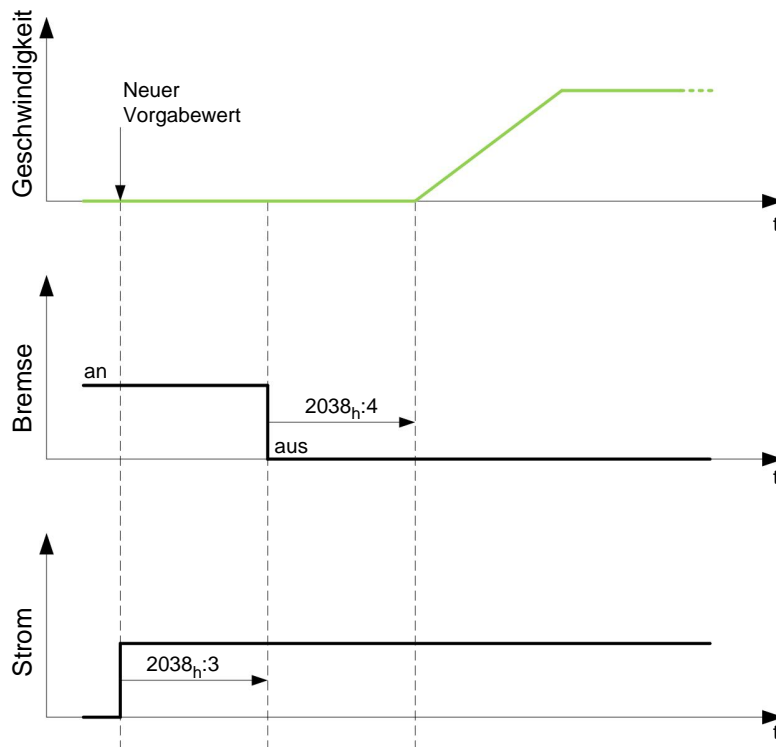 Geschwindigkeit
Neuer
Vorgabewert
t
Bremse
an
2038h:4
aus
t
Strom
2038h:3
t